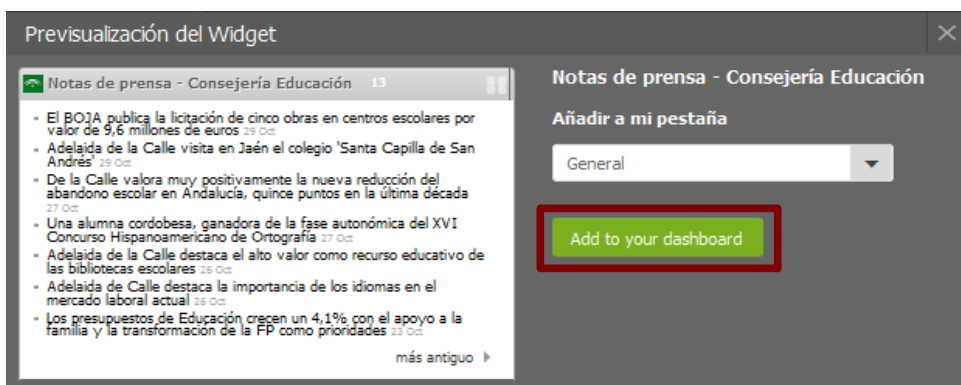 Previsualización del Widget
Notas de prensa - Consejería Educación 13
El BOJA publica la licitación de cinco obras en centros escolares por
valor de 9,6 millones de euros 29 Oct
Adelaida de la Calle visita en Jaén el colegio 'Santa Capilla de San
Andrés' 29 Oct
De la Calle valora muy positivamente la nueva reducción del
abandono escolar en Andalucía, quince puntos en la última década
27 Oct
Una alumna cordobesa, ganadora de la fase autonómica del XVI
Concurso Hispanoamericano de Ortografía 27 Oct
Adelaida de la Calle destaca el alto valor como recurso educativo de
las bibliotecas escolares 26 Oct
Adelaida de Calle destaca la importancia de los idiomas en el
mercado laboral actual 26 Oct
Los presupuestos de Educación crecen un 4,1% con el apoyo a la
familia y la transformación de la FP como prioridades 23 Oct
más antiguo
Notas de prensa - Consejería Educación
Añadir a mi pestaña
General
Add to your dashboard